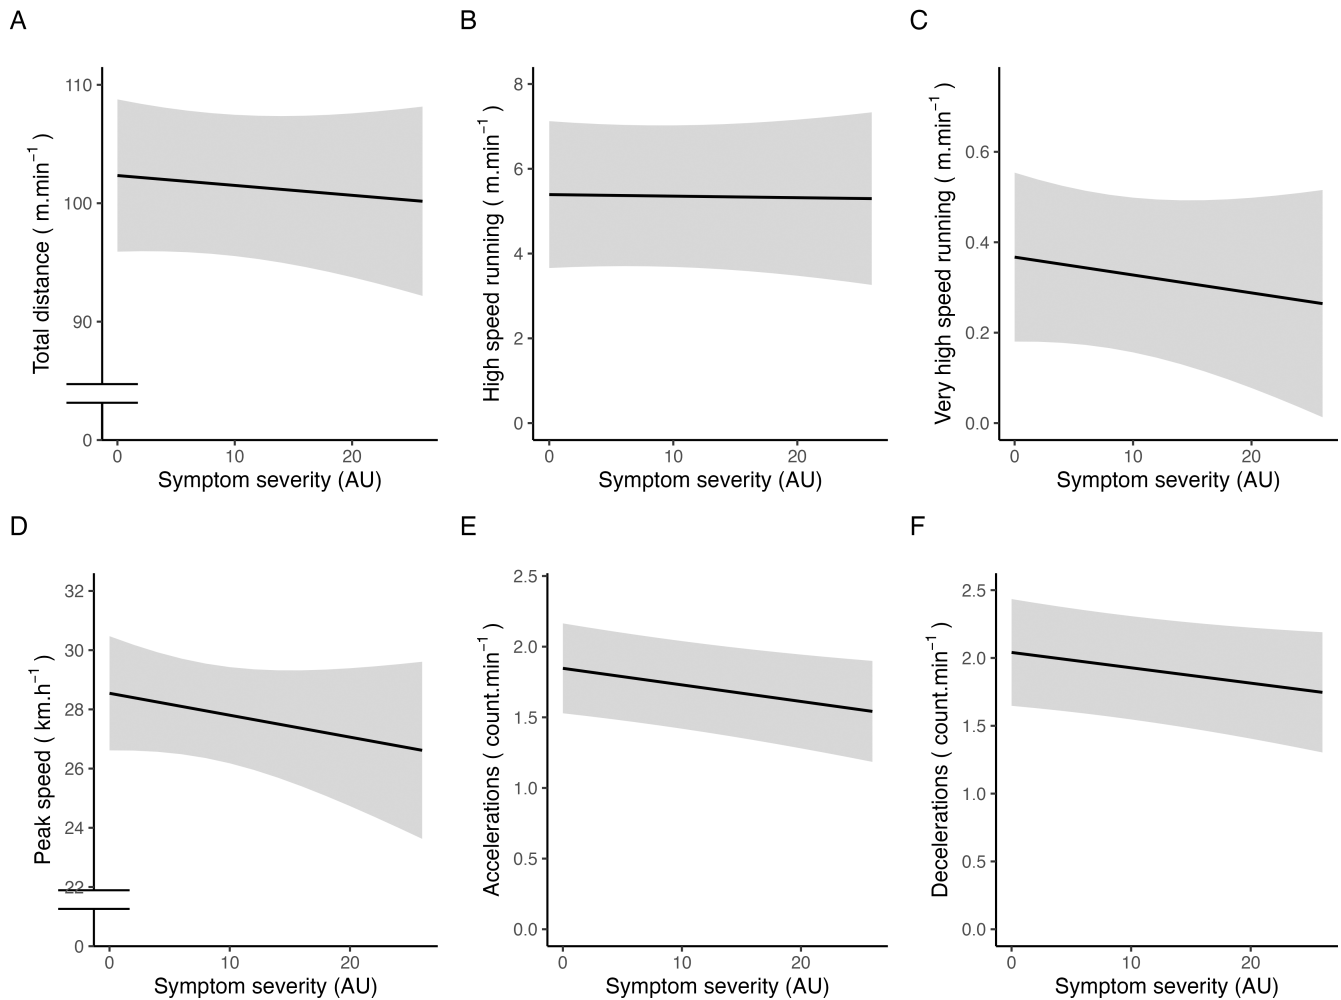 A
Total distance ( m.min−1 )
110
100
90
0
0 10 20
Symptom severity (AU)
B
High speed running ( m.min−1 )
8
6
4
2
0
0 10 20
Symptom severity (AU)
C
Very high speed running ( m.min−1 )
0.6
0.4
0.2
0.0
0 10 20
Symptom severity (AU)
D
Peak speed ( km.h−1 )
32
30
28
26
24
22
0
0 10 20
Symptom severity (AU)
E
Accelerations ( count.min−1 )
2.5
2.0
1.5
1.0
0.5
0.0
0 10 20
Symptom severity (AU)
F
Decelerations ( count.min−1 )
2.5
2.0
1.5
1.0
0.5
0.0
0 10 20
Symptom severity (AU)